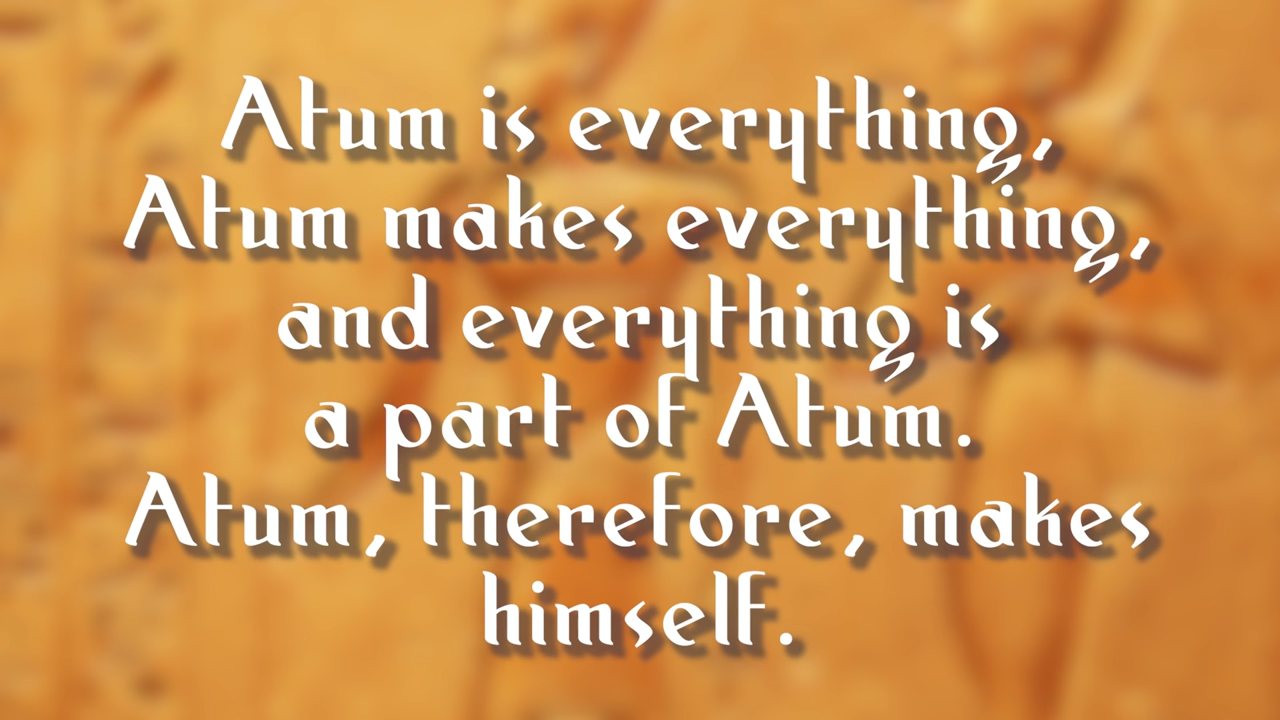 Atum is everything,
Atum makes everything,
and everything is
a part of Atum.
Atum, therefore, makes
himself.